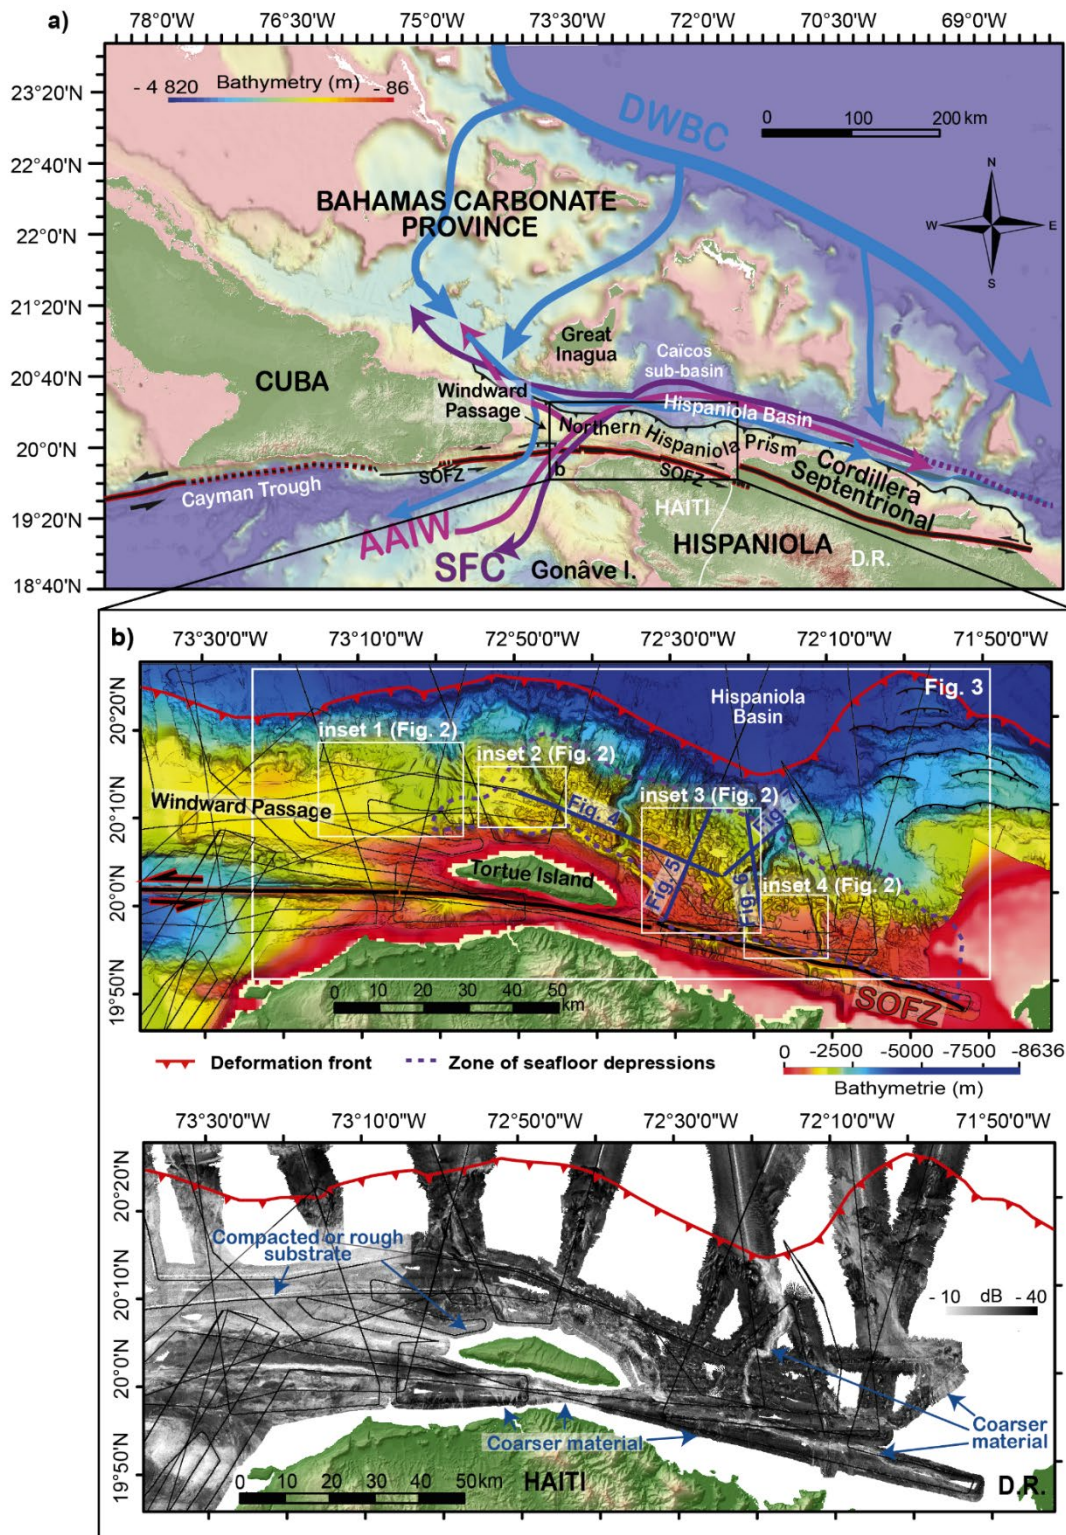 a)
78°0'0"W 76°30'0"W 75°0'0"W 73°30'0"W 72°0'0"W 70°30'0"W 69°0'0"W
23°20'N
22°40'N
22°0'N
21°20'N
20°40'N
20°0'N
19°20'N
18°40'N
Bathymetry (m)
- 4 820
- 86
DWBC
0 100 200 km
N
W E
S
BAHAMAS CARBONATE
PROVINCE
Great
Inagua
Caïcos
sub-basin
CUBA
Windward
Passage
Hispaniola Basin
Northern Hispaniola Prism
SOFZ
SOFZ
b
Cayman Trough
Cordillera
Septentrional
HAITI
AAIW
SFC
Gonâve I.
HISPANIOLA
D.R.
b)
73°30'0"W 73°10'0"W 72°50'0"W 72°30'0"W 72°10'0"W 71°50'0"W
20°20'N
20°10'N
20°0'N
19°50'N
Hispaniola
Basin
Fig. 3
inset 1 (Fig. 2)
inset 2 (Fig. 2)
inset 3 (Fig. 2)
inset 4 (Fig. 2)
Windward Passage
Fig. 4
Fig. 7
Fig. 5
Fig. 6
Tortue Island
0 10 20 30 40 50
km
SOFZ
Deformation front
Zone of seafloor depressions
0 -2500 -5000 -7500 -8636
Bathymetrie (m)
73°30'0"W 73°10'0"W 72°50'0"W 72°30'0"W 72°10'0"W 71°50'0"W
20°20'N
20°10'N
20°0'N
19°50'N
Compacted or rough
substrate
- 10 dB - 40
Coarser material
Coarser
material
0 10 20 30 40 50km
HAITI
D.R.